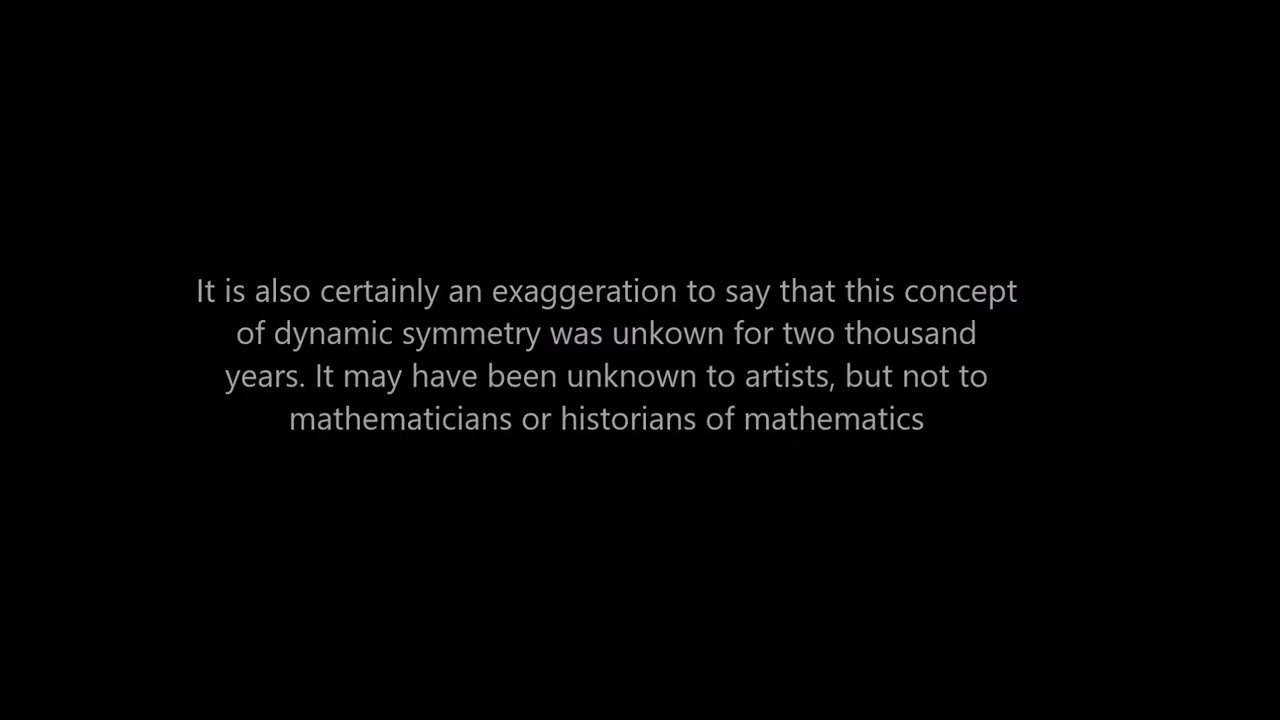 It is also certainly an exaggeration to say that this concept
of dynamic symmetry was unkown for two thousand
years. It may have been unknown to artists, but not to
mathematicians or historians of mathematics